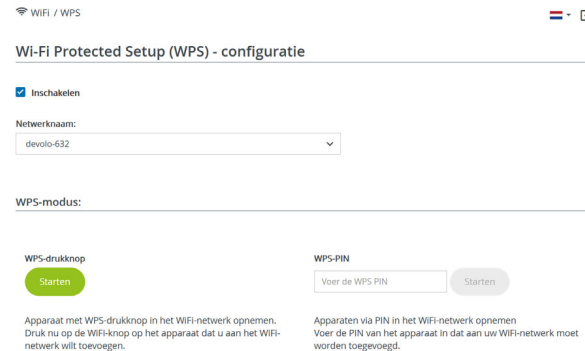 WiFi / WPS
Wi-Fi Protected Setup (WPS) - configuratie
Inschakelen
Netwerknaam:
devolo-632
WPS-modus:
WPS-drukknop
Starten
Apparaat met WPS-drukknop in het WiFi-netwerk opnemen.
Druk nu op de WiFi-knop op het apparaat dat u aan het WiFi-
netwerk wilt toevoegen.
WPS-PIN
Voer de WPS PIN
Starten
Apparaten via PIN in het WiFi-netwerk opnemen
Voer de PIN van het apparaat in dat aan uw WiFi-netwerk moet
worden toegevoegd.